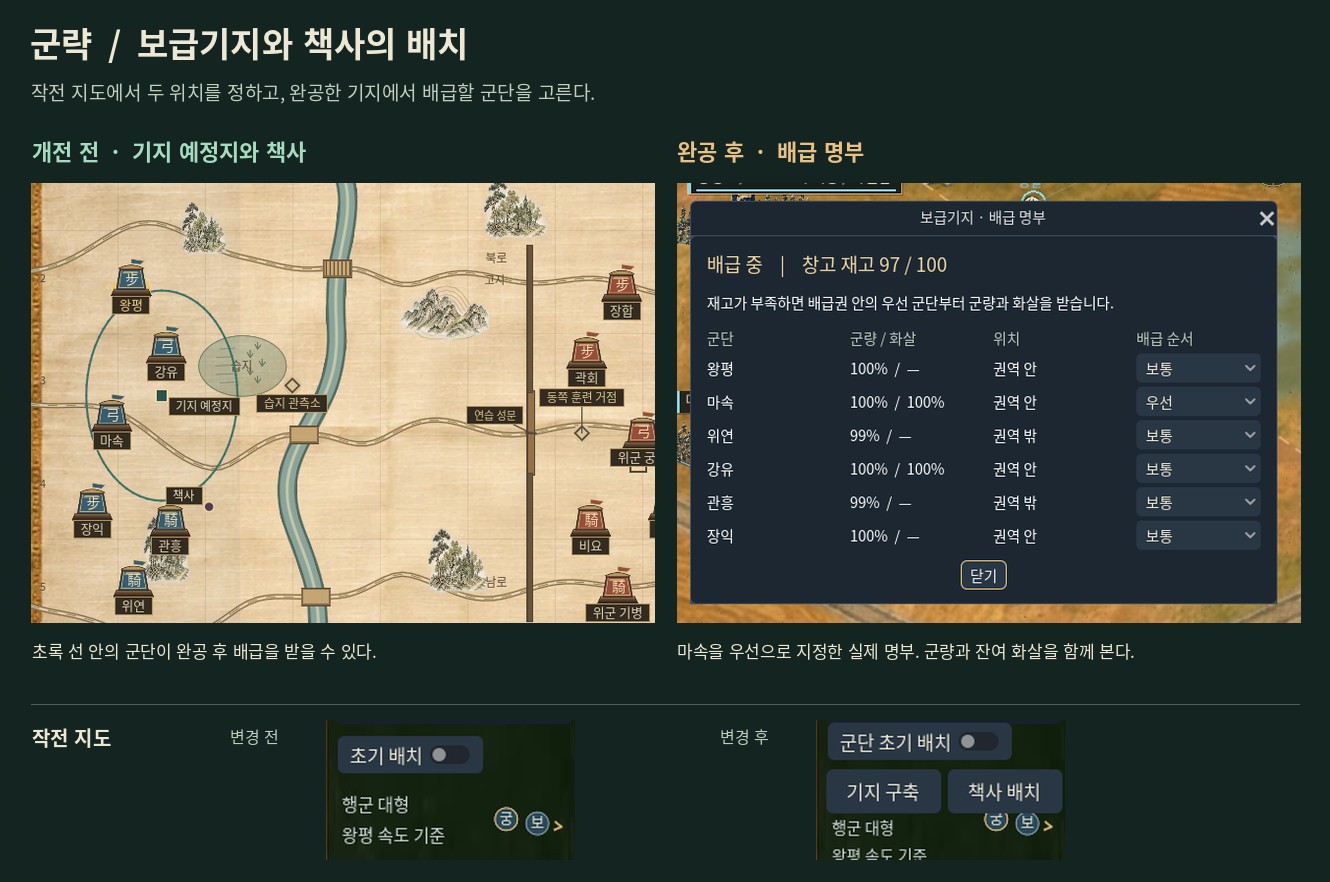 군략 / 보급기지와 책사의 배치
작전 지도에서 두 위치를 정하고, 완공한 기지에서 배급할 군단을 고른다.
개전 전 · 기지 예정지와 책사
2
3
4
5
步
왕평
弓
강유
습지
기지 예정지
습지 관측소
弓
마속
책사
步
장익
騎
관흥
騎
위연
북로
고지
步
장합
步
곽회
동쪽 훈련 거점
연습 성문
弓
위군 궁
騎
비요
남로
騎
위군 기병
초록 선 안의 군단이 완공 후 배급을 받을 수 있다.
완공 후 · 배급 명부
보급기지 · 배급 명부 ✕
배급 중 | 창고 재고 97 / 100
재고가 부족하면 배급권 안의 우선 군단부터 군량과 화살을 받습니다.
군단 군량 / 화살 위치 배급 순서
왕평 100% / — 권역 안 보통
마속 100% / 100% 권역 안 우선
위연 99% / — 권역 밖 보통
강유 100% / 100% 권역 안 보통
관흥 99% / — 권역 밖 보통
장익 100% / — 권역 안 보통
닫기
마속을 우선으로 지정한 실제 명부. 군량과 잔여 화살을 함께 본다.
작전 지도
변경 전
초기 배치
행군 대형
왕평 속도 기준
궁 보 >
변경 후
군단 초기 배치
기지 구축 책사 배치
행군 대형
왕평 속도 기준
궁 보 >